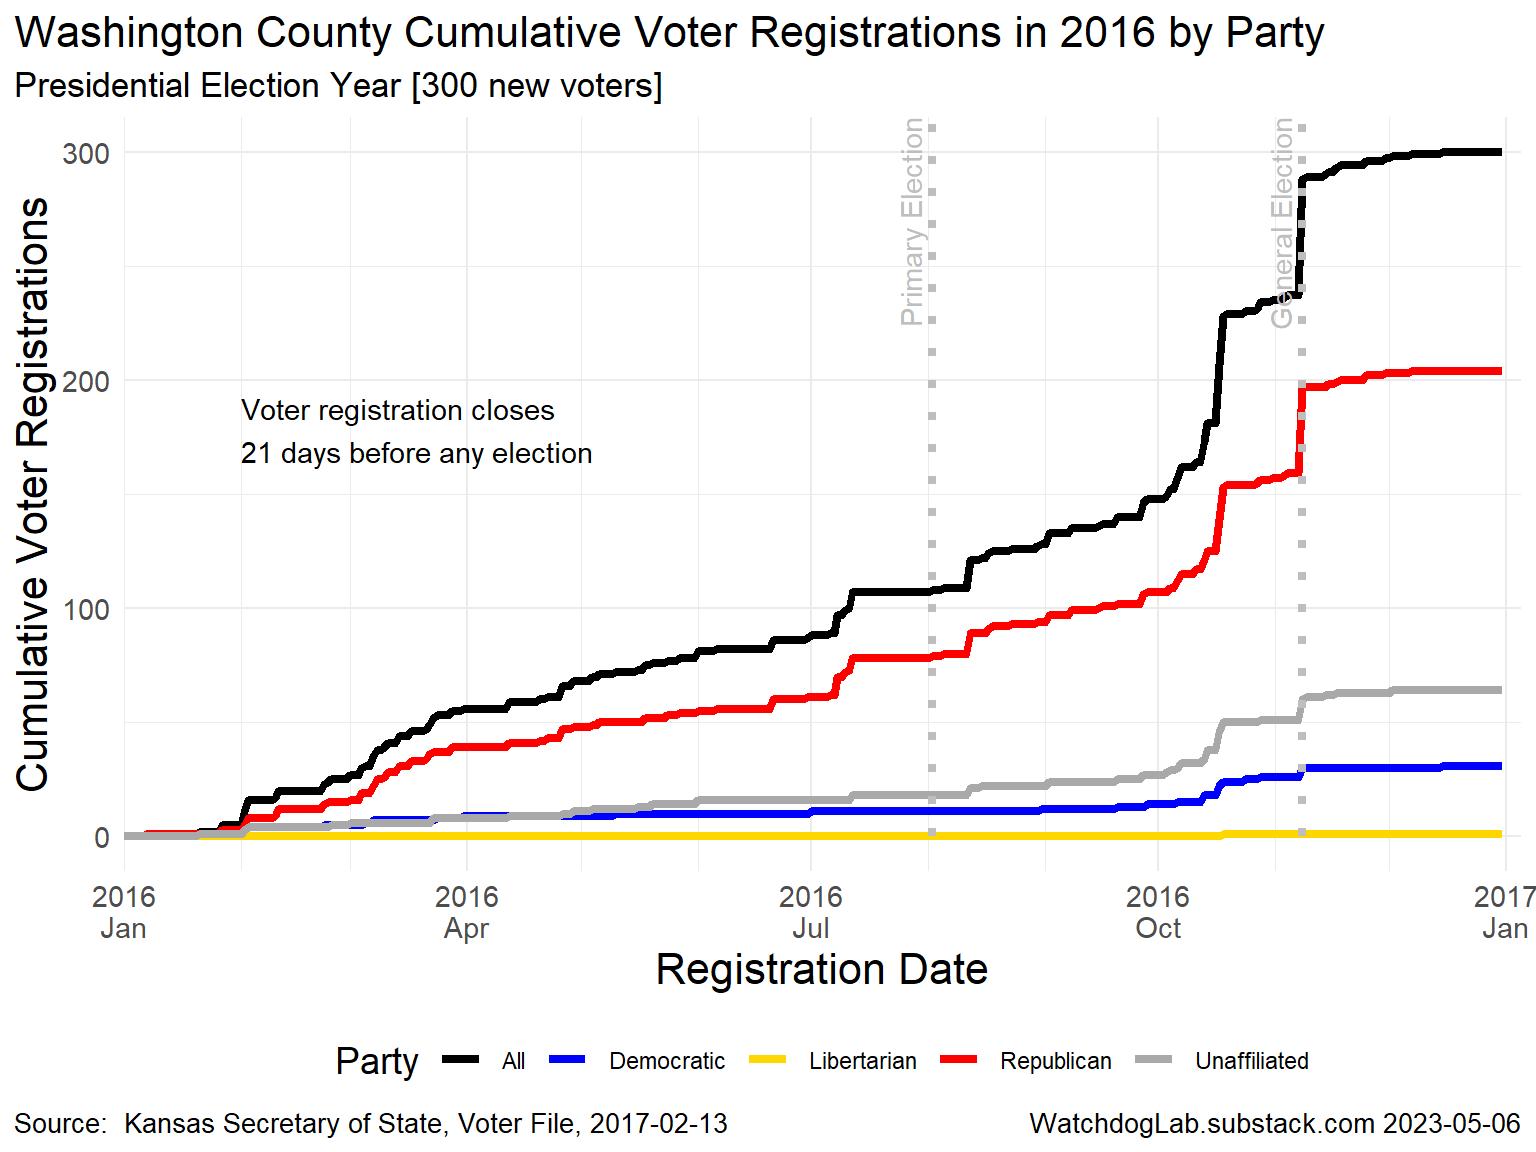 Washington County Cumulative Voter Registrations in 2016 by Party
Presidential Election Year [300 new voters]
Cumulative Voter Registrations
300
200
100
0
Voter registration closes
21 days before any election
Primary Election
General Election
2016
Jan
2016
Apr
2016
Jul
2016
Oct
2017
Jan
Registration Date
Party
All
Democratic
Libertarian
Republican
Unaffiliated
Source:  Kansas Secretary of State, Voter File, 2017-02-13
WatchdogLab.substack.com 2023-05-06